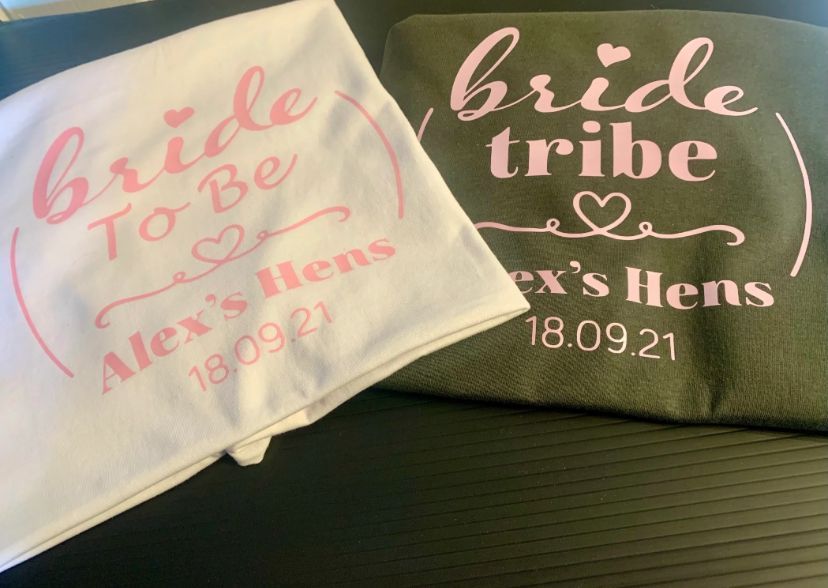 bride
To Be
Alex's Hens
18.09.21
bride
tribe
ex's Hens
18.09.21